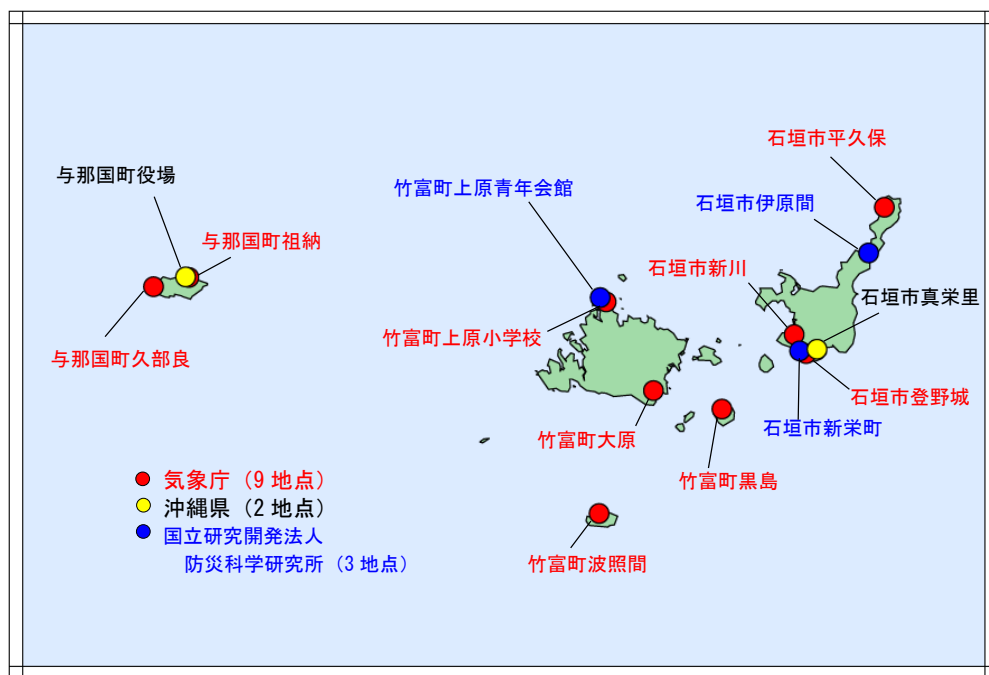 石垣市平久保
与那国町役場
竹富町上原青年会館
石垣市伊原間
与那国町祖納
石垣市新川
石垣市真栄里
竹富町上原小学校
与那国町久部良
石垣市登野城
石垣市新栄町
竹富町大原
竹富町黒島
気象庁(9 地点)
沖縄県(2 地点)
国立研究開発法人
防災科学研究所(3 地点)
竹富町波照間